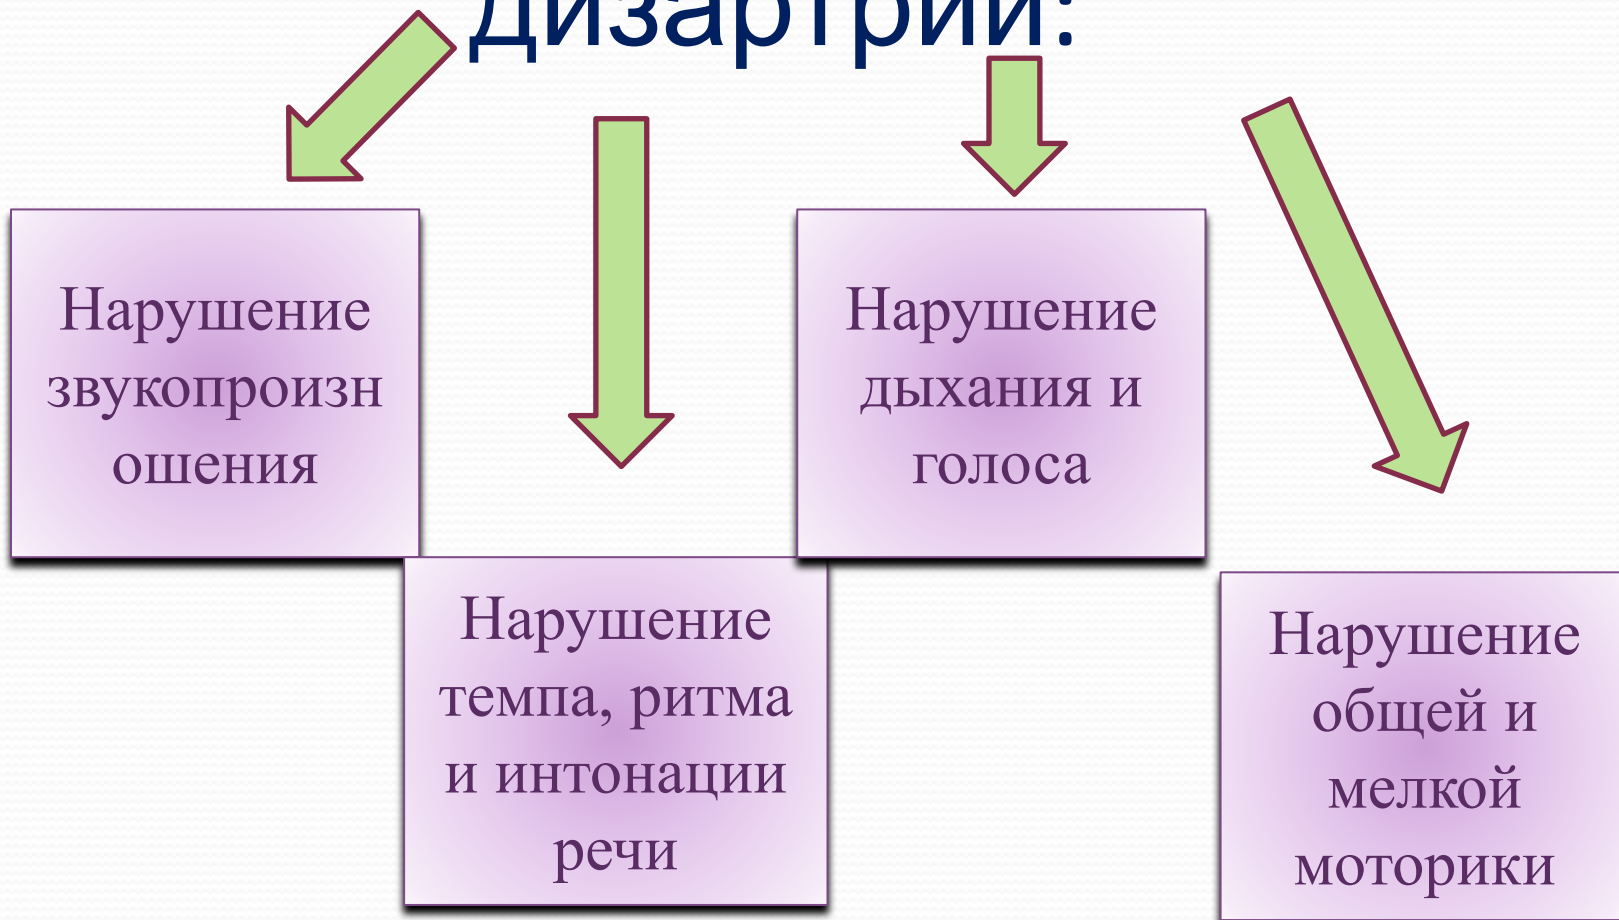 дизартрии:
Нарушение
звукопроизн
ошения
Нарушение
темпа, ритма
и интонации
речи
Нарушение
дыхания и
голоса
Нарушение
общей и
мелкой
моторики